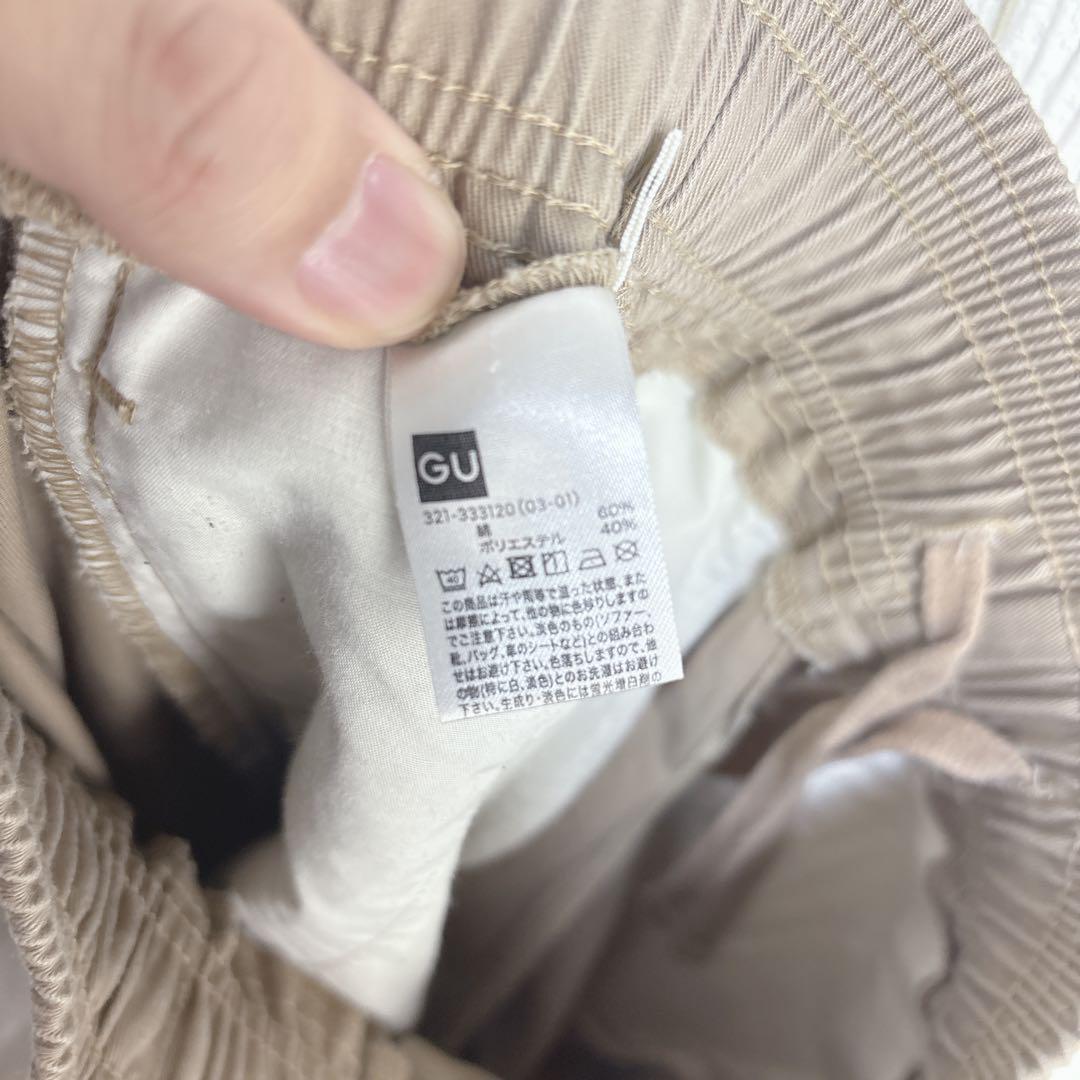 GU
321-333120(03-01)
綿 60%
ポリエステル 40%
40
この商品は汗や雨等で湿った状態、また
は摩擦によって、他の物に色移りしますの
でご注意下さい。淡色のもの(ソファー、
靴、バッグ、車のシートなど)との組み合わ
せはお避け下さい。色落ちしますので、他
の物(特に白、淡色)とのお洗濯はお避け
下さい。生成り・淡色には蛍光増白剤の